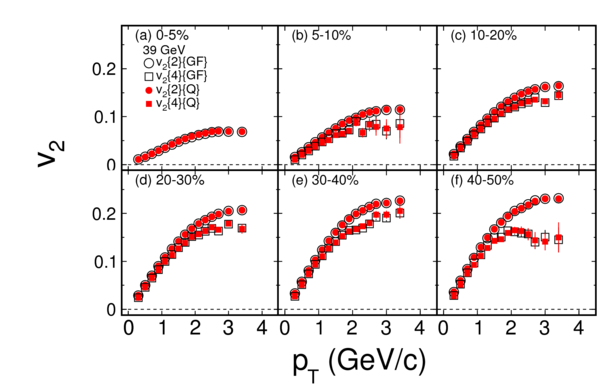 (a) 0-5%
(b) 5-10%
(c) 10-20%
39 GeV
v2{2}{GF}
v2{4}{GF}
v2{2}{Q}
v2{4}{Q}
0.2
0.1
0
v2
(d) 20-30%
(e) 30-40%
(f) 40-50%
0.2
0.1
0
0 1 2 3 4 0 1 2 3 4 0 1 2 3 4
pT (GeV/c)